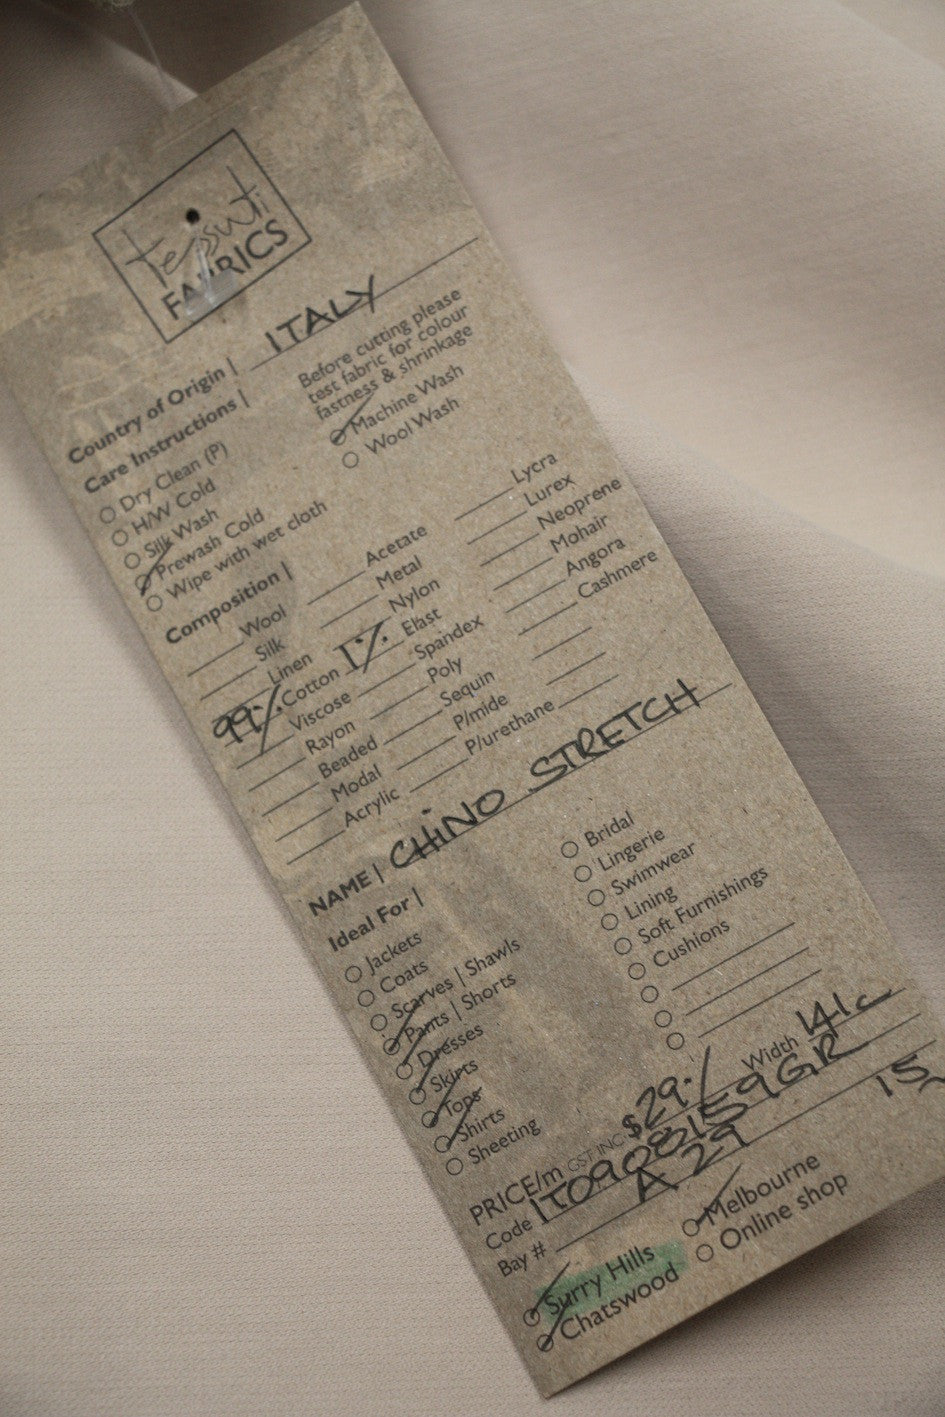 tessuti
FABRICS
Country of Origin | ITALY
Care Instructions |
Before cutting please
test fabric for colour
fastness & shrinkage
Dry Clean (P)
H/W Cold
Silk Wash
Prewash Cold
Wipe with wet cloth
Machine Wash
Wool Wash
Composition |
Wool
Silk
Linen
99% Cotton
Viscose
Rayon
Beaded
Modal
Acrylic
Acetate
Metal
Nylon
1% Elast
Spandex
Poly
Sequin
P/mide
P/urethane
Lycra
Lurex
Neoprene
Mohair
Angora
Cashmere
NAME | CHINO STRETCH
Ideal For |
Jackets
Coats
Scarves | Shawls
Pants | Shorts
Dresses
Skirts
Tops
Shirts
Sheeting
Bridal
Lingerie
Swimwear
Lining
Soft Furnishings
Cushions
PRICE/m GST INC $29.- Width 141c
Code IT0908159GR
Bay # A 29 15m
Surry Hills
Chatswood
Melbourne
Online shop